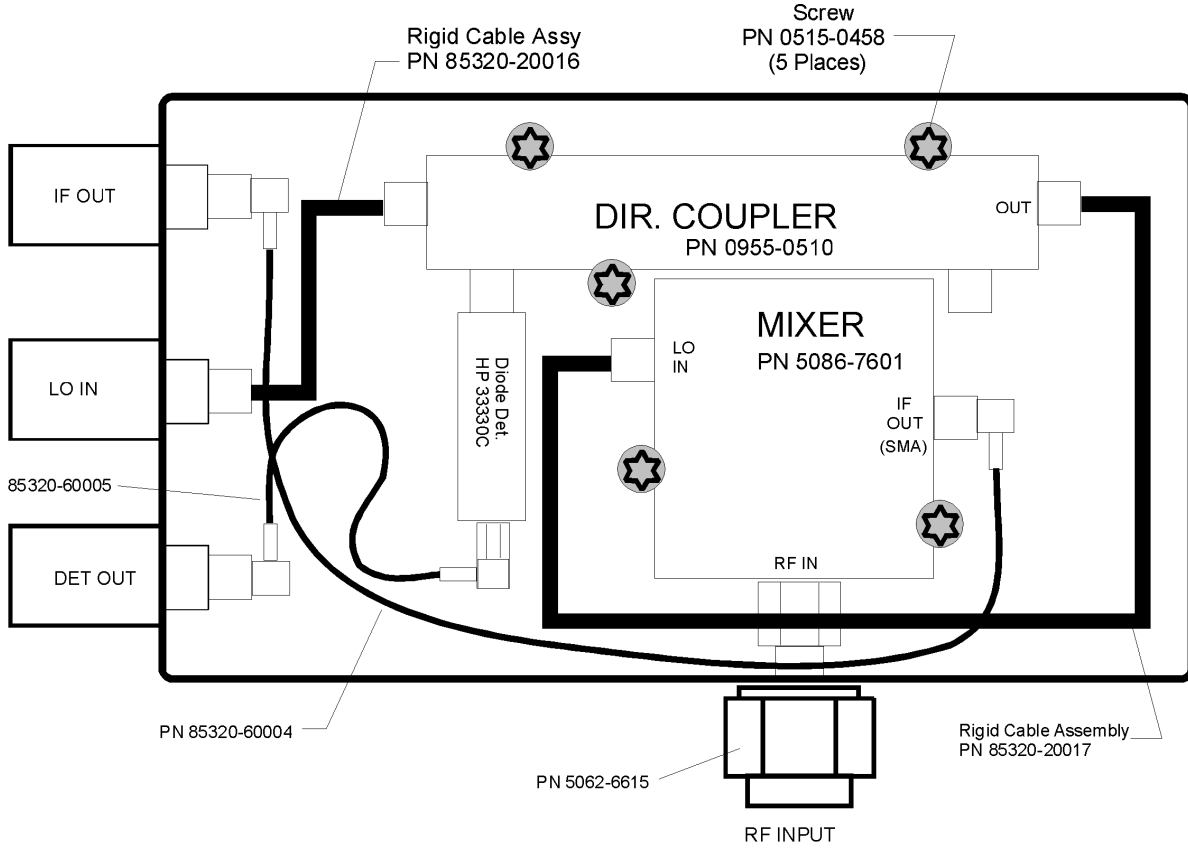 Screw
PN 0515-0458
(5 Places)
Rigid Cable Assy
PN 85320-20016
IF OUT
DIR. COUPLER
PN 0955-0510
OUT
MIXER
PN 5086-7601
LO
IN
LO IN
Diode Det.
HP 33330C
IF
OUT
(SMA)
85320-60005
DET OUT
RF IN
PN 85320-60004
Rigid Cable Assembly
PN 85320-20017
PN 5062-6615
RF INPUT